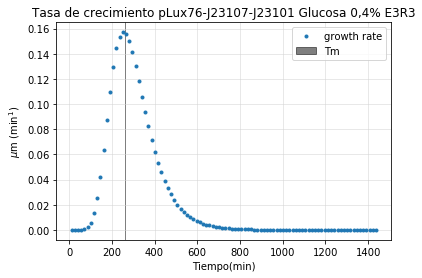 Tasa de crecimiento pLux76-J23107-J23101 Glucosa 0,4% E3R3
growth rate
Tm
μm (min¹)
0.16
0.14
0.12
0.10
0.08
0.06
0.04
0.02
0.00
0 200 400 600 800 1000 1200 1400
Tiempo(min)